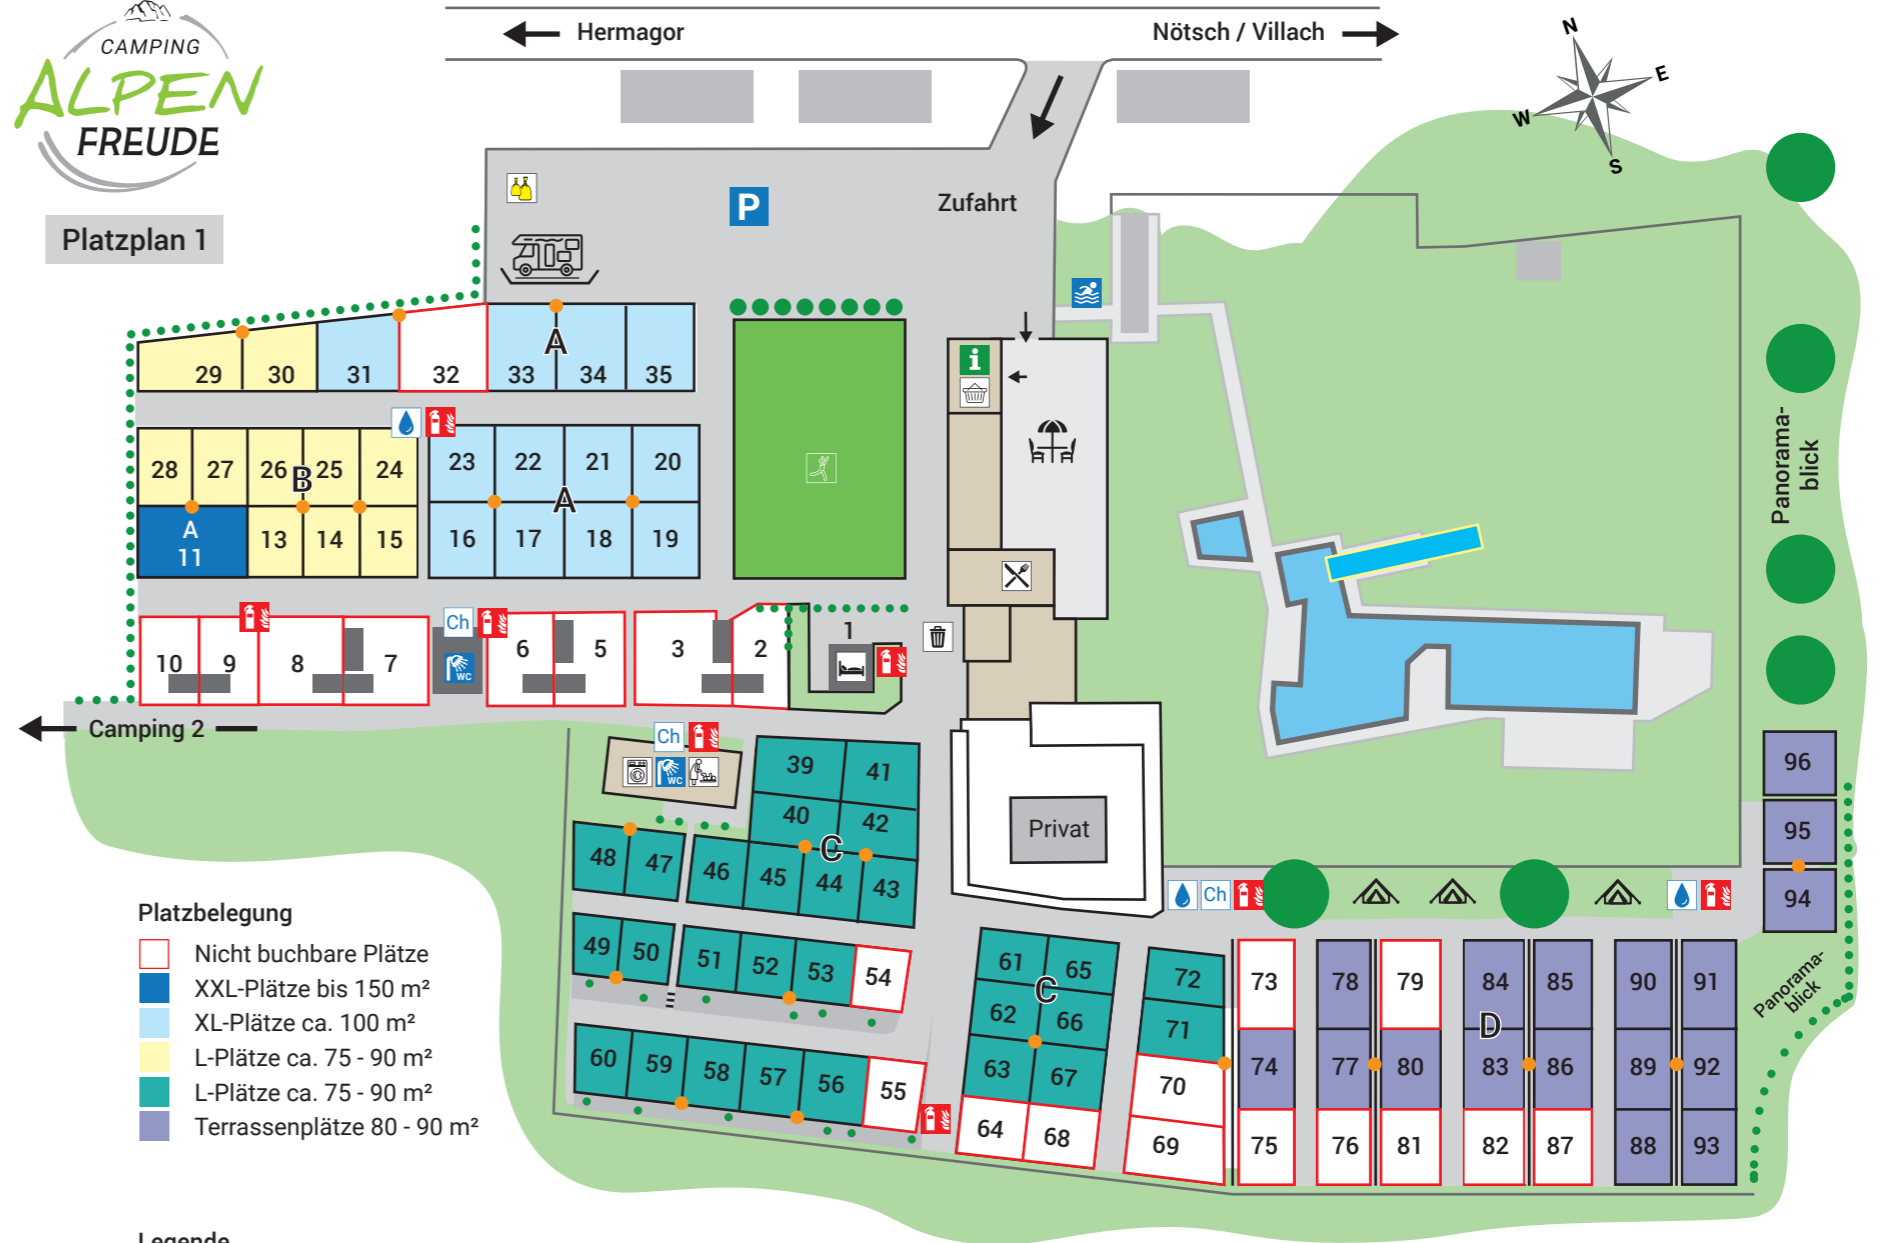 CAMPING
ALPEN
FREUDE
Platzplan 1
Hermagor
Nötsch / Villach
N
E
W
S
P
Zufahrt
29 30 31 32 33 34 35
A
28 27 26 25 24
B
23 22 21 20
A
A
11
13 14 15
16 17 18 19
10 9 8 7
Ch
WC
6 5 3 2 1
i
Panorama-
blick
Camping 2
Ch
WC
39 41
40 42
C
48 47 46 45 44 43
49 50 51 52 53 54
60 59 58 57 56 55
Privat
Ch
61 65
C
62 66
63 67
64 68
72
71
70
69
73 78 79 84 85 90 91
D
74 77 80 83 86 89 92
75 76 81 82 87 88 93
96
95
94
Panorama-
blick
Platzbelegung
Nicht buchbare Plätze
XXL-Plätze bis 150 m²
XL-Plätze ca. 100 m²
L-Plätze ca. 75 - 90 m²
L-Plätze ca. 75 - 90 m²
Terrassenplätze 80 - 90 m²
Legende